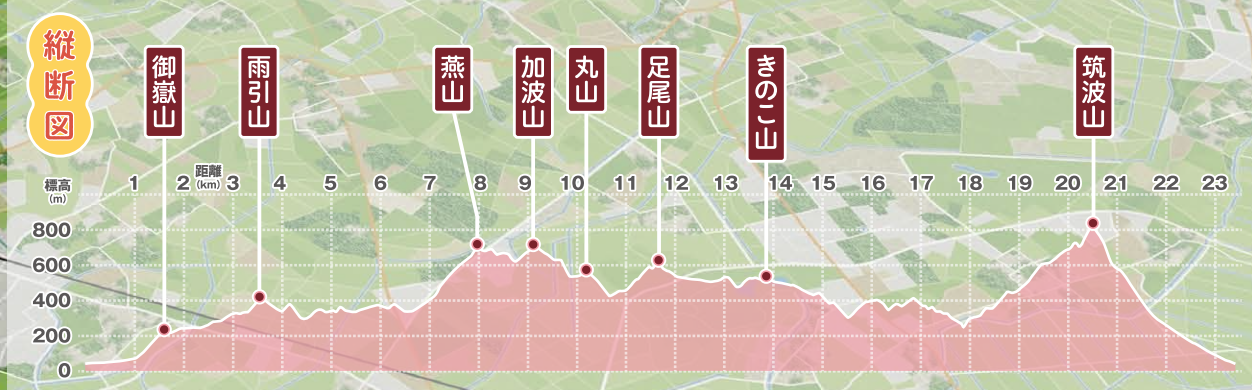 縦断図
御嶽山
雨引山
燕山
加波山
丸山
足尾山
きのこ山
筑波山
標高
(m)
距離
(km)
1 2 3 4 5 6 7 8 9 10 11 12 13 14 15 16 17 18 19 20 21 22 23
800
600
400
200
0